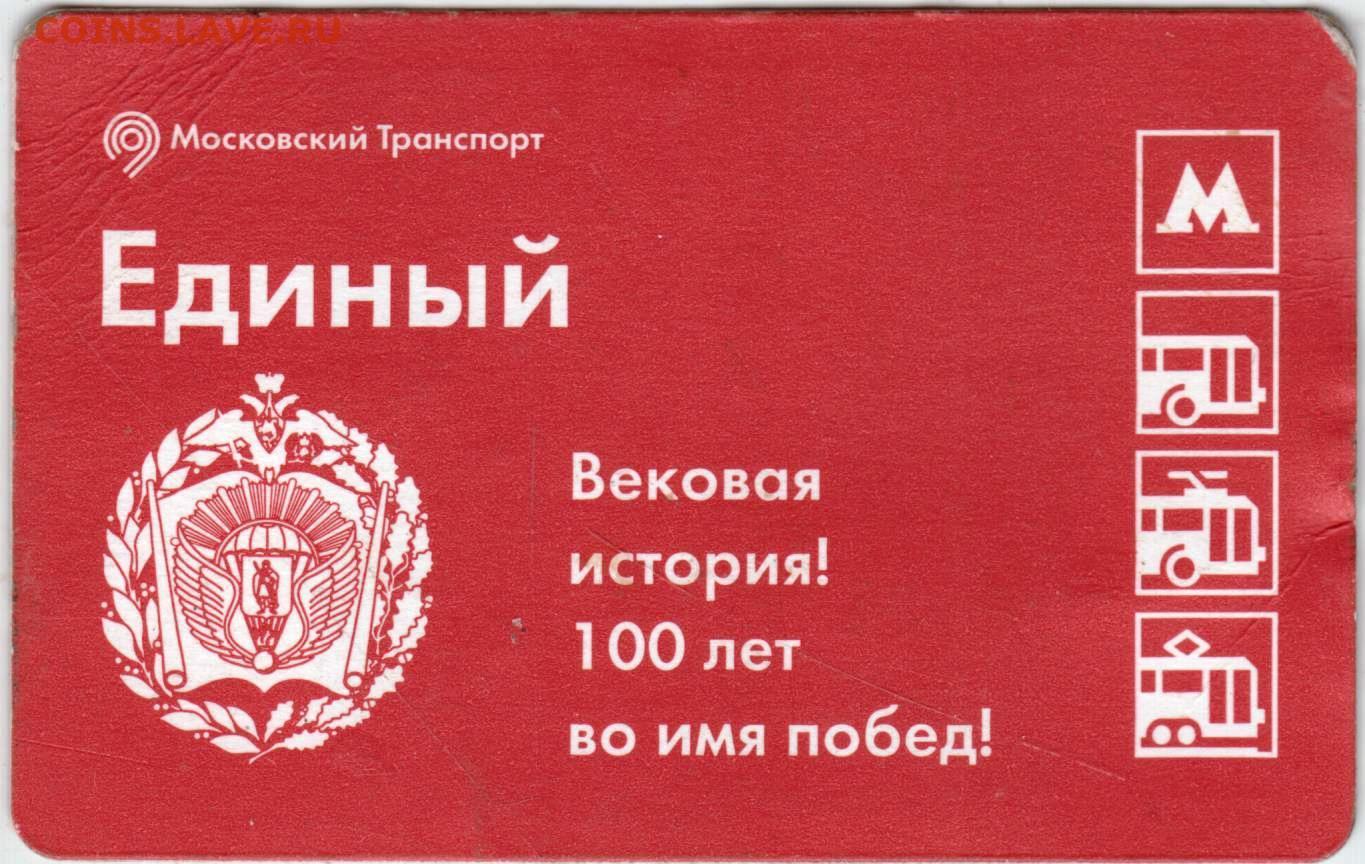 COINS.LAVE.RU
Московский Транспорт
Единый
М
Вековая
история!
100 лет
во имя побед!